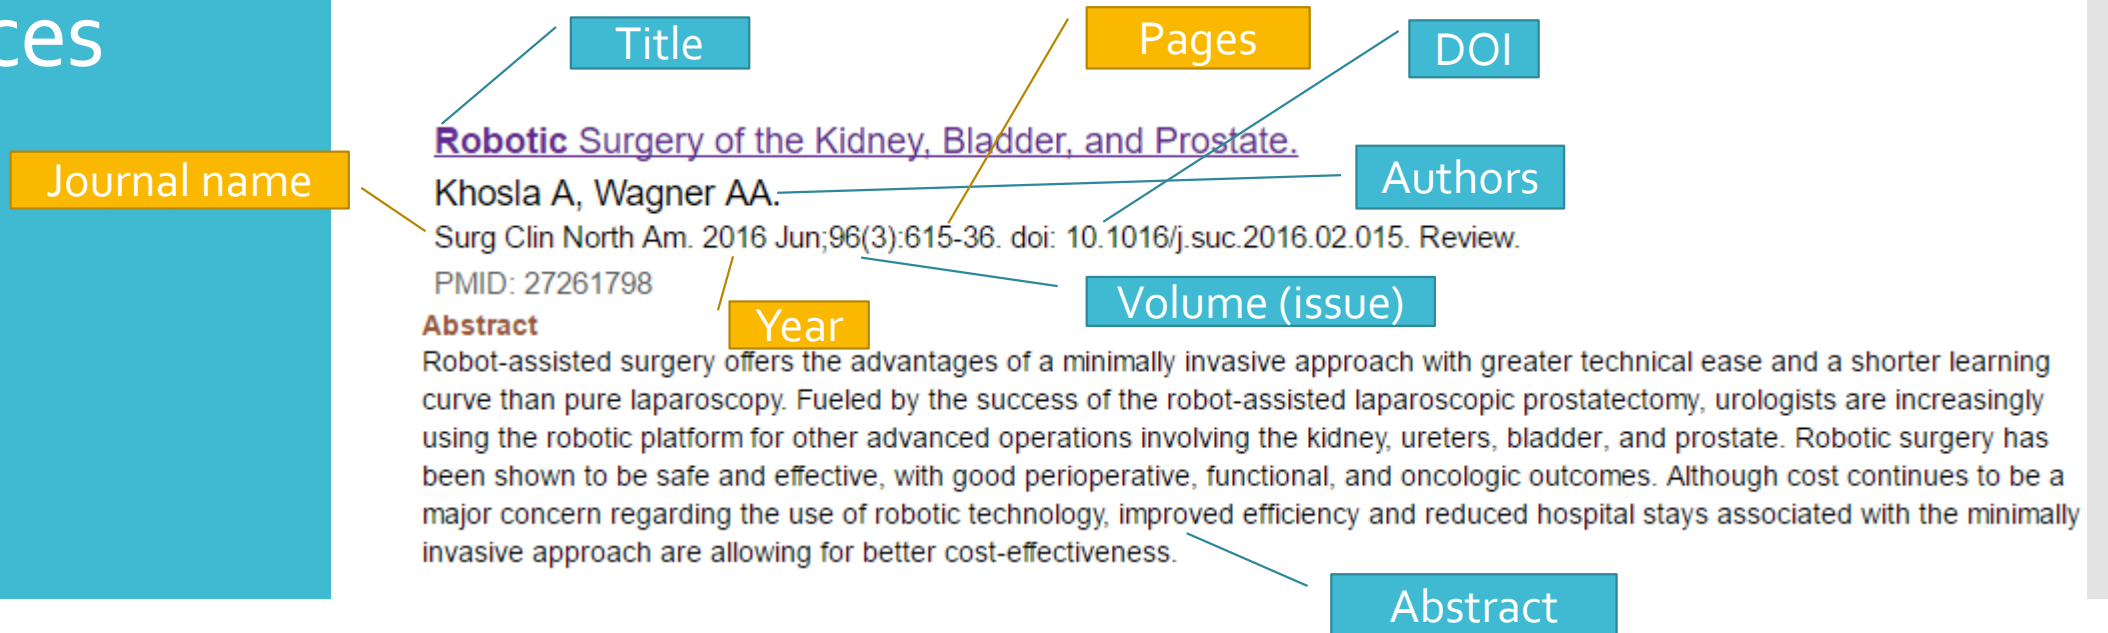 ces
Title
Pages
DOI
Robotic Surgery of the Kidney, Bladder, and Prostate.
Journal name
Khosla A, Wagner AA.
Authors
Surg Clin North Am. 2016 Jun;96(3):615-36. doi: 10.1016/j.suc.2016.02.015. Review.
PMID: 27261798
Volume (issue)
Year
Abstract
Robot-assisted surgery offers the advantages of a minimally invasive approach with greater technical ease and a shorter learning
curve than pure laparoscopy. Fueled by the success of the robot-assisted laparoscopic prostatectomy, urologists are increasingly
using the robotic platform for other advanced operations involving the kidney, ureters, bladder, and prostate. Robotic surgery has
been shown to be safe and effective, with good perioperative, functional, and oncologic outcomes. Although cost continues to be a
major concern regarding the use of robotic technology, improved efficiency and reduced hospital stays associated with the minimally
invasive approach are allowing for better cost-effectiveness.
Abstract